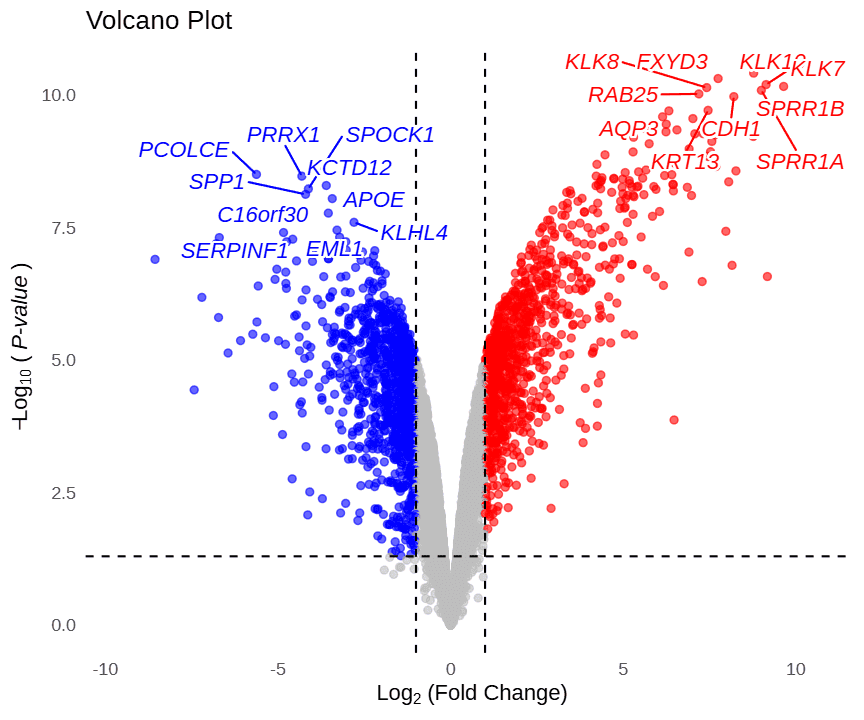 Volcano Plot
KLK8 FXYD3 KLK12 KLK7
10.0 RAB25
SPRR1B
PRRX1 SPOCK1 AQP3 CDH1
PCOLCE
KCTD12 KRT13 SPRR1A
SPP1
APOE
C16orf30
7.5 KLHL4
SERPINF1 EML1
5.0
2.5
0.0
−Log10 ( P-value )
-10 -5 0 5 10
Log2 (Fold Change)